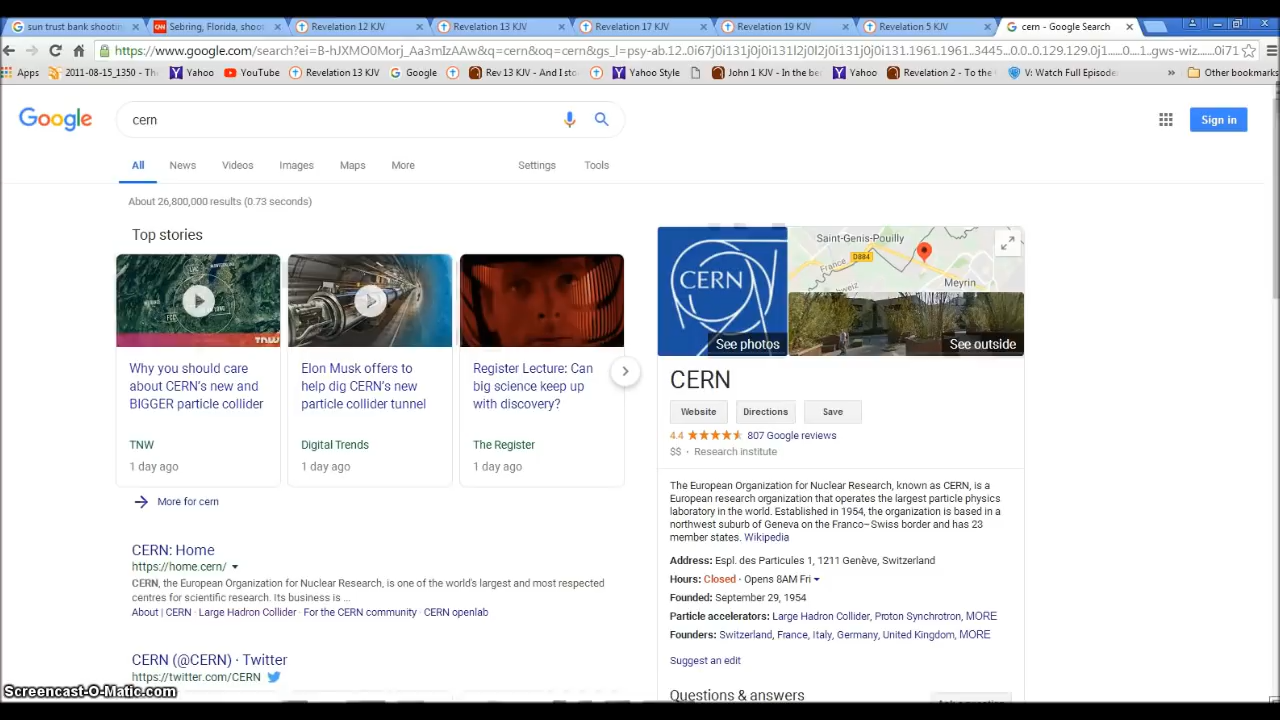 sun trust bank shootin
Sebring, Florida, shoot
Revelation 12 KJV
Revelation 13 KJV
Revelation 17 KJV
Revelation 19 KJV
Revelation 5 KJV
cern - Google Search
https://www.google.com/search?ei=B-hJXMO0Morj_Aa3mIzAAw&q=cern&oq=cern&gs_l=psy-ab.12..0i67j0i131j0i131l2j0l2j0i131j0i131.1961.1961..3445...0.0..0.129.129.0j1......0....1..gws-wiz.......0i71
Apps
2011-08-15_1350 - Th
Yahoo
YouTube
Revelation 13 KJV
Google
Rev 13 KJV - And I sto
Yahoo Style
John 1 KJV - In the be
Yahoo
Revelation 2 - To the
V: Watch Full Episode
Other bookmarks
Google
cern
Sign in
All
News
Videos
Images
Maps
More
Settings
Tools
About 26,800,000 results (0.73 seconds)
Top stories
TNW
Why you should care
about CERN's new and
BIGGER particle collider
TNW
1 day ago
Elon Musk offers to
help dig CERN's new
particle collider tunnel
Digital Trends
1 day ago
Register Lecture: Can
big science keep up
with discovery?
The Register
1 day ago
More for cern
CERN: Home
https://home.cern/
CERN, the European Organization for Nuclear Research, is one of the world's largest and most respected
centres for scientific research. Its business is ...
About | CERN · Large Hadron Collider · For the CERN community · CERN openlab
CERN (@CERN) · Twitter
https://twitter.com/CERN
CERN
See photos
Saint-Genis-Pouilly
D884
France
Meyrin
See outside
CERN
Website
Directions
Save
4.4
807 Google reviews
$$ · Research institute
The European Organization for Nuclear Research, known as CERN, is a
European research organization that operates the largest particle physics
laboratory in the world. Established in 1954, the organization is based in a
northwest suburb of Geneva on the Franco–Swiss border and has 23
member states. Wikipedia
Address: Espl. des Particules 1, 1211 Genève, Switzerland
Hours: Closed · Opens 8AM Fri
Founded: September 29, 1954
Particle accelerators: Large Hadron Collider, Proton Synchrotron, MORE
Founders: Switzerland, France, Italy, Germany, United Kingdom, MORE
Suggest an edit
Questions & answers
Screencast-O-Matic.com